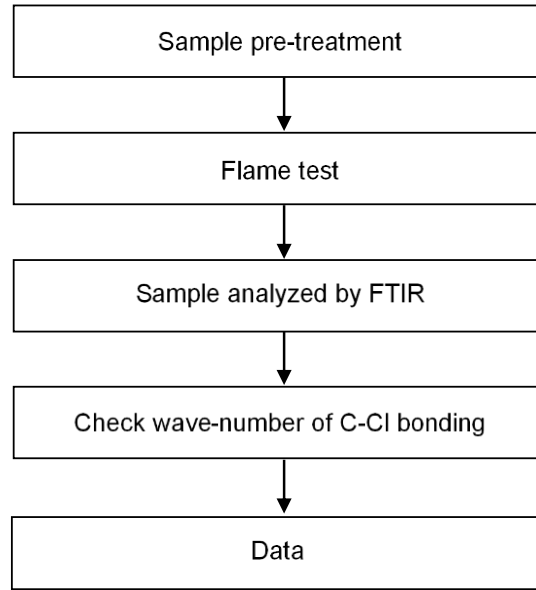 Sample pre-treatment
Flame test
Sample analyzed by FTIR
Check wave-number of C-Cl bonding
Data